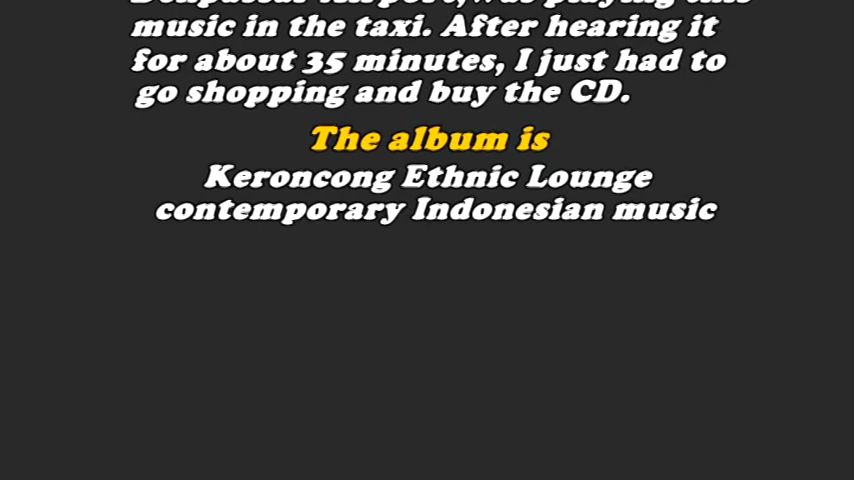 music in the taxi. After hearing it
for about 35 minutes, I just had to
go shopping and buy the CD.
The album is
Keroncong Ethnic Lounge
contemporary Indonesian music